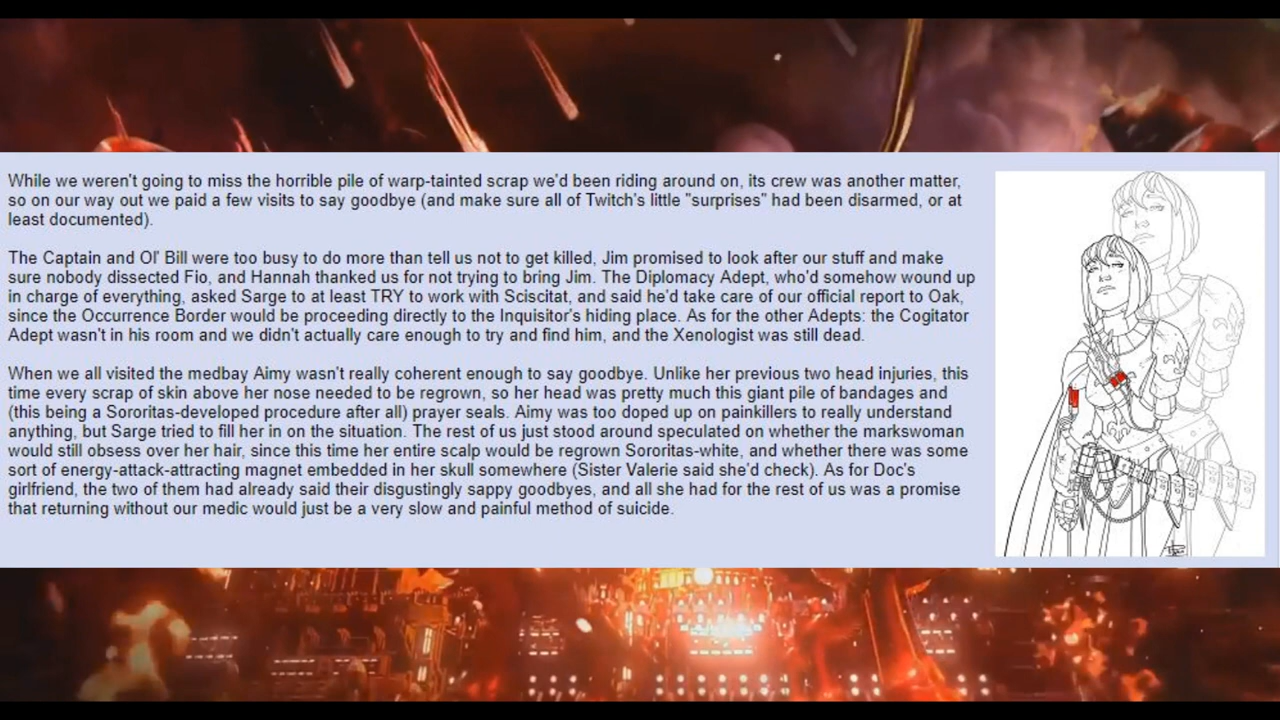 While we weren't going to miss the horrible pile of warp-tainted scrap we'd been riding around on, its crew was another matter,
so on our way out we paid a few visits to say goodbye (and make sure all of Twitch's little "surprises" had been disarmed, or at
least documented).
The Captain and Ol' Bill were too busy to do more than tell us not to get killed, Jim promised to look after our stuff and make
sure nobody dissected Fio, and Hannah thanked us for not trying to bring Jim. The Diplomacy Adept, who'd somehow wound up
in charge of everything, asked Sarge to at least TRY to work with Sciscitat, and said he'd take care of our official report to Oak,
since the Occurrence Border would be proceeding directly to the Inquisitor's hiding place. As for the other Adepts: the Cogitator
Adept wasn't in his room and we didn't actually care enough to try and find him, and the Xenologist was still dead.
When we all visited the medbay Aimy wasn't really coherent enough to say goodbye. Unlike her previous two head injuries, this
time every scrap of skin above her nose needed to be regrown, so her head was pretty much this giant pile of bandages and
(this being a Sororitas-developed procedure after all) prayer seals. Aimy was too doped up on painkillers to really understand
anything, but Sarge tried to fill her in on the situation. The rest of us just stood around speculated on whether the markswoman
would still obsess over her hair, since this time her entire scalp would be regrown Sororitas-white, and whether there was some
sort of energy-attack-attracting magnet embedded in her skull somewhere (Sister Valerie said she'd check). As for Doc's
girlfriend, the two of them had already said their disgustingly sappy goodbyes, and all she had for the rest of us was a promise
that returning without our medic would just be a very slow and painful method of suicide.